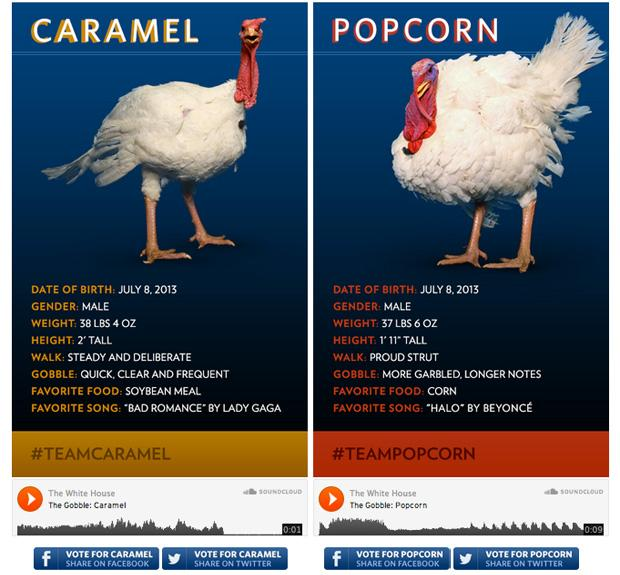 CARAMEL
DATE OF BIRTH: JULY 8, 2013
GENDER: MALE
WEIGHT: 38 LBS 4 OZ
HEIGHT: 2' TALL
WALK: STEADY AND DELIBERATE
GOBBLE: QUICK, CLEAR AND FREQUENT
FAVORITE FOOD: SOYBEAN MEAL
FAVORITE SONG: "BAD ROMANCE" BY LADY GAGA
#TEAMCARAMEL
The White House
SOUNDCLOUD
The Gobble: Caramel
0:01
VOTE FOR CARAMEL
SHARE ON FACEBOOK
VOTE FOR CARAMEL
SHARE ON TWITTER
POPCORN
DATE OF BIRTH: JULY 8, 2013
GENDER: MALE
WEIGHT: 37 LBS 6 OZ
HEIGHT: 1' 11" TALL
WALK: PROUD STRUT
GOBBLE: MORE GARBLED, LONGER NOTES
FAVORITE FOOD: CORN
FAVORITE SONG: "HALO" BY BEYONCÉ
#TEAMPOPCORN
The White House
SOUNDCLOUD
The Gobble: Popcorn
0:09
VOTE FOR POPCORN
SHARE ON FACEBOOK
VOTE FOR POPCORN
SHARE ON TWITTER